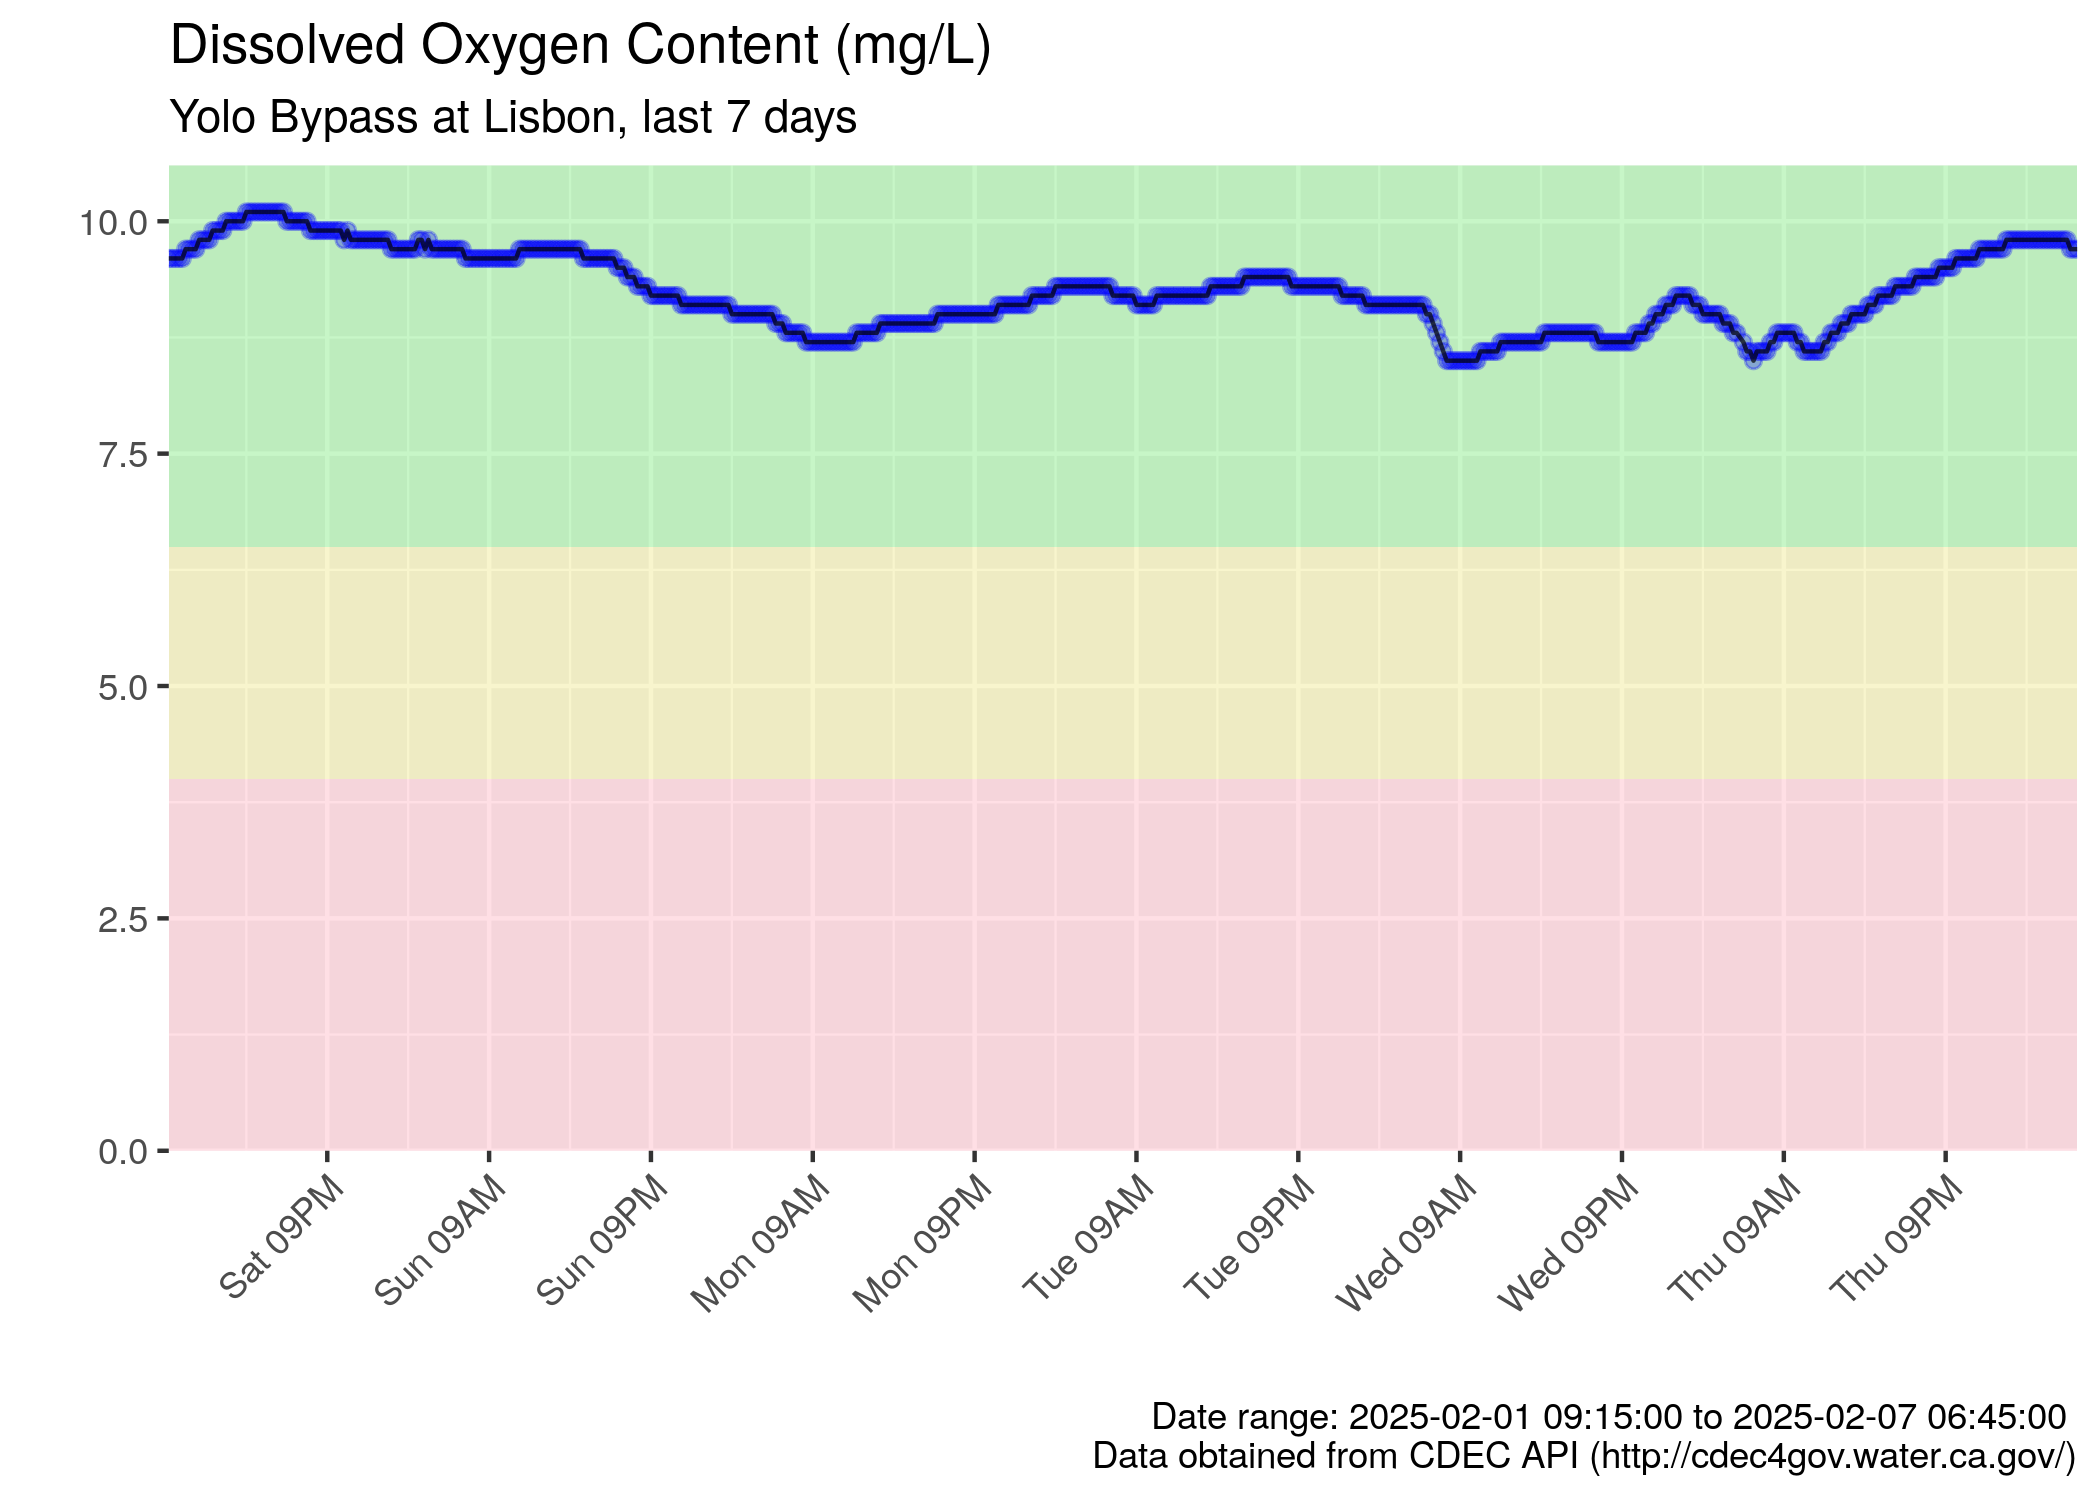 Dissolved Oxygen Content (mg/L)
Yolo Bypass at Lisbon, last 7 days
10.0
7.5
5.0
2.5
0.0
Sat 09PM
Sun 09AM
Sun 09PM
Mon 09AM
Mon 09PM
Tue 09AM
Tue 09PM
Wed 09AM
Wed 09PM
Thu 09AM
Thu 09PM
Date range: 2025-02-01 09:15:00 to 2025-02-07 06:45:00
Data obtained from CDEC API (http://cdec4gov.water.ca.gov/)